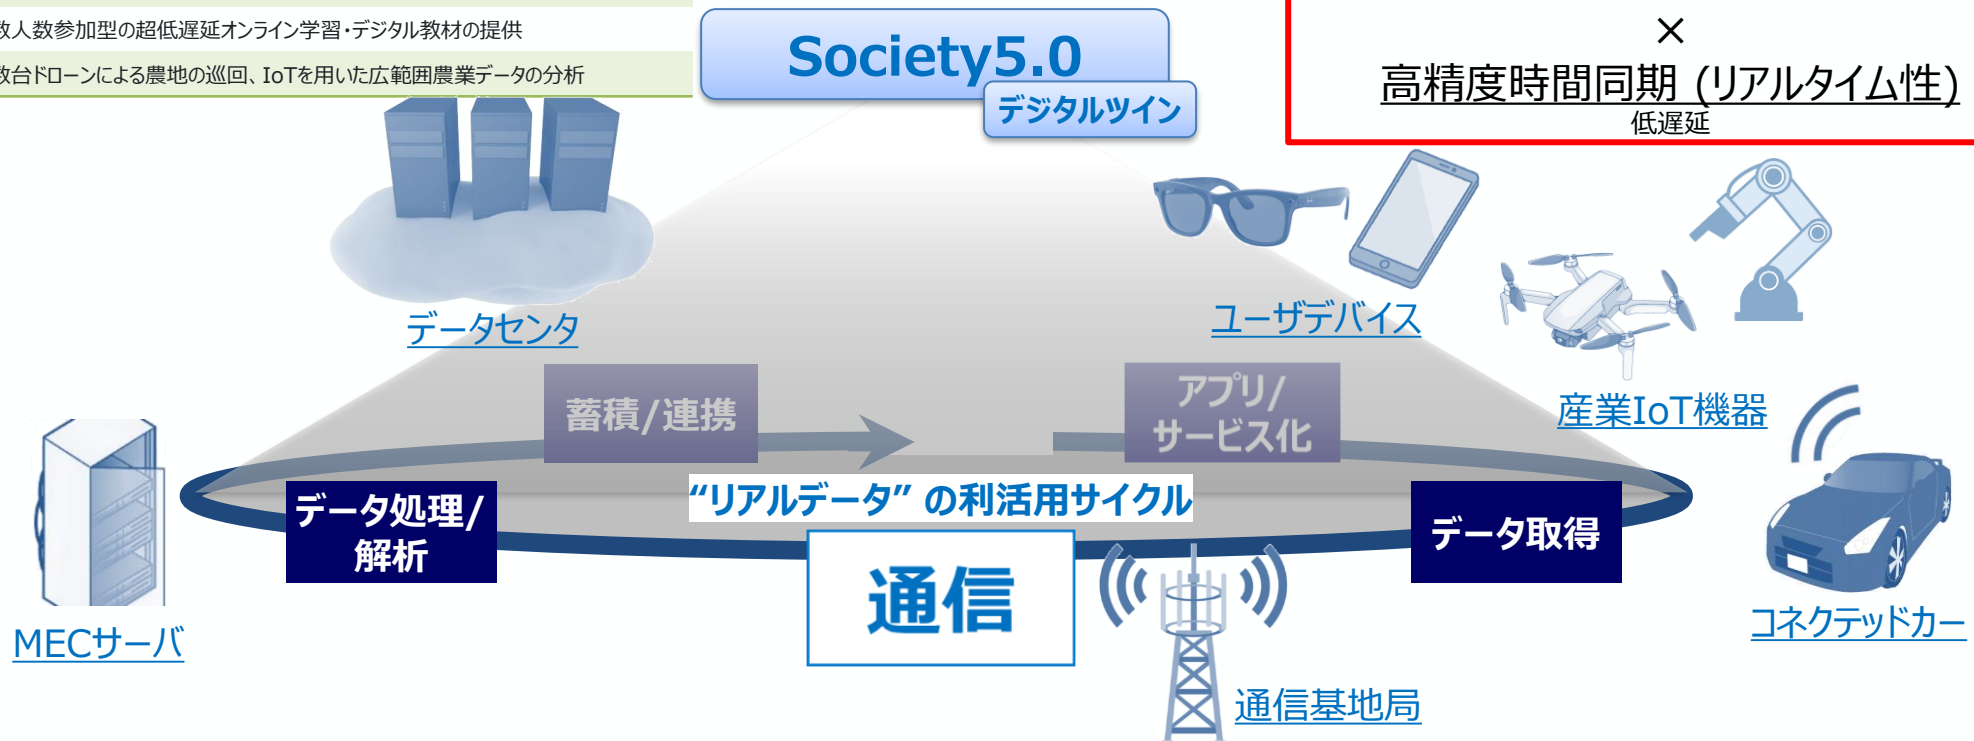 数人数参加型の超低遅延オンライン学習・デジタル教材の提供
数台ドローンによる農地の巡回、IoTを用いた広範囲農業データの分析
Society5.0
デジタルツイン
×
高精度時間同期 (リアルタイム性)
低遅延
データセンタ
ユーザデバイス
産業IoT機器
蓄積/連携
アプリ/
サービス化
データ処理/
解析
“リアルデータ” の利活用サイクル
データ取得
通信
MECサーバ
コネクテッドカー
通信基地局